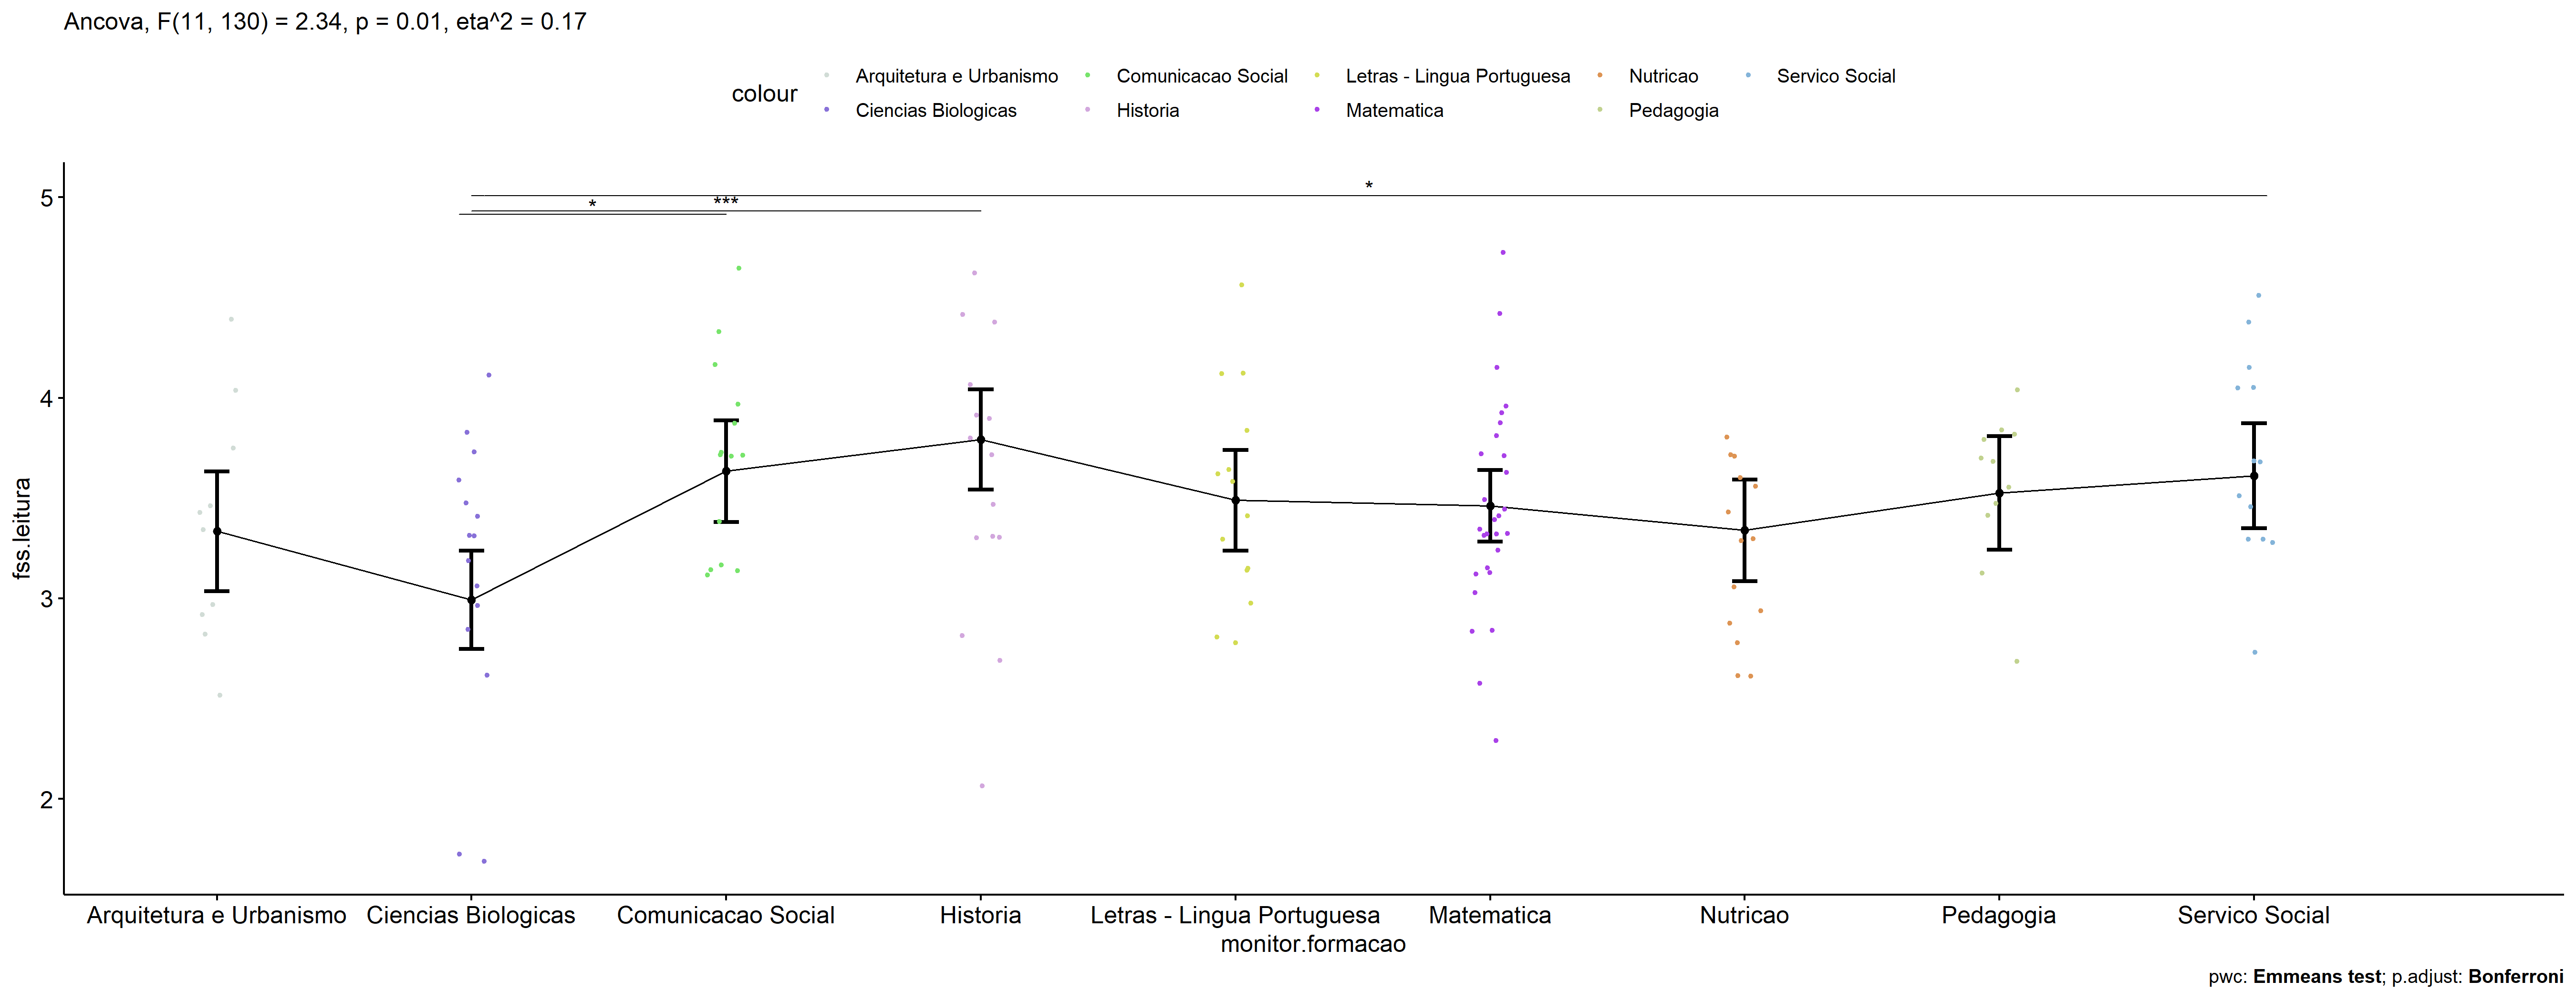 Ancova, F(11, 130) = 2.34, p = 0.01, eta^2 = 0.17
colour
Arquitetura e Urbanismo Comunicacao Social Letras - Lingua Portuguesa Nutricao Servico Social
Ciencias Biologicas Historia Matematica Pedagogia
*
***
*
5
4
3
2
fss.leitura
Arquitetura e Urbanismo Ciencias Biologicas Comunicacao Social Historia Letras - Lingua Portuguesa Matematica Nutricao Pedagogia Servico Social
monitor.formacao
pwc: Emmeans test; p.adjust: Bonferroni